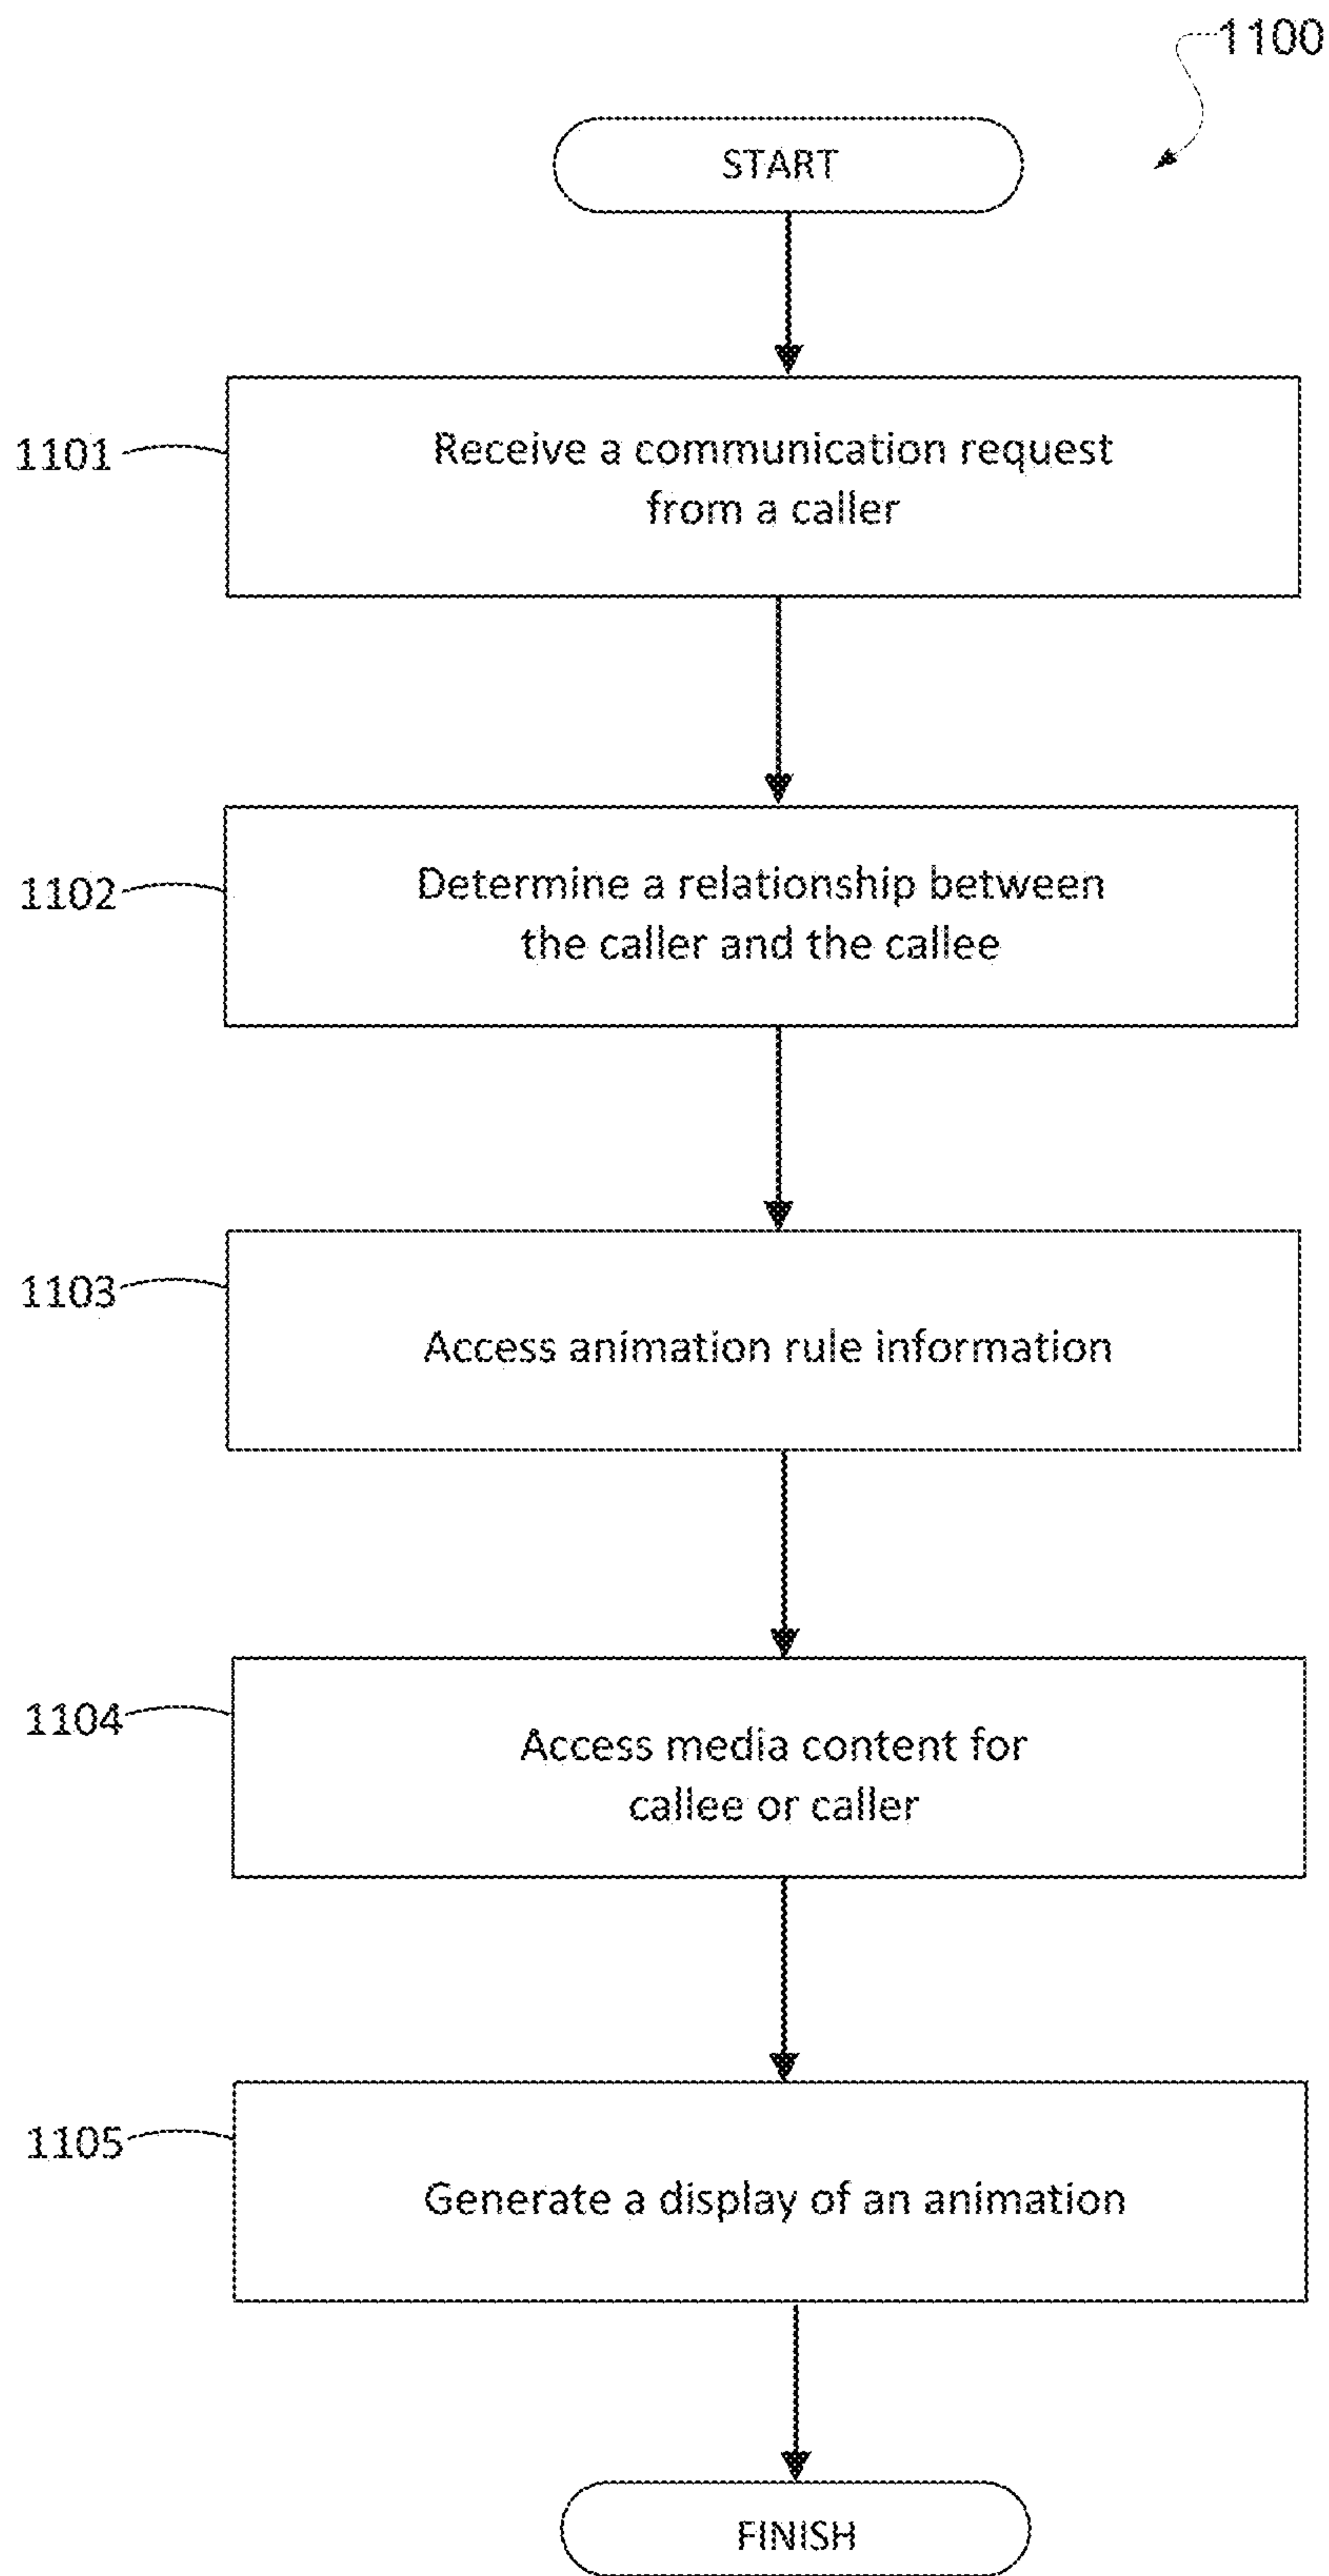 1100
START
1101
Receive a communication request
from a caller
1102
Determine a relationship between
the caller and the callee
1103
Access animation rule information
1104
Access media content for
callee or caller
1105
Generate a display of an animation
FINISH